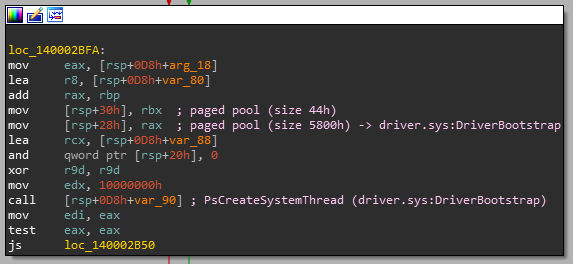 loc_140002BFA:
mov eax, [rsp+0D8h+arg_18]
lea r8, [rsp+0D8h+var_80]
add rax, rbp
mov [rsp+30h], rbx ; paged pool (size 44h)
mov [rsp+28h], rax ; paged pool (size 5800h) -> driver.sys:DriverBootstrap
lea rcx, [rsp+0D8h+var_88]
and qword ptr [rsp+20h], 0
xor r9d, r9d
mov edx, 10000000h
call [rsp+0D8h+var_90] ; PsCreateSystemThread (driver.sys:DriverBootstrap)
mov edi, eax
test eax, eax
js loc_140002B50